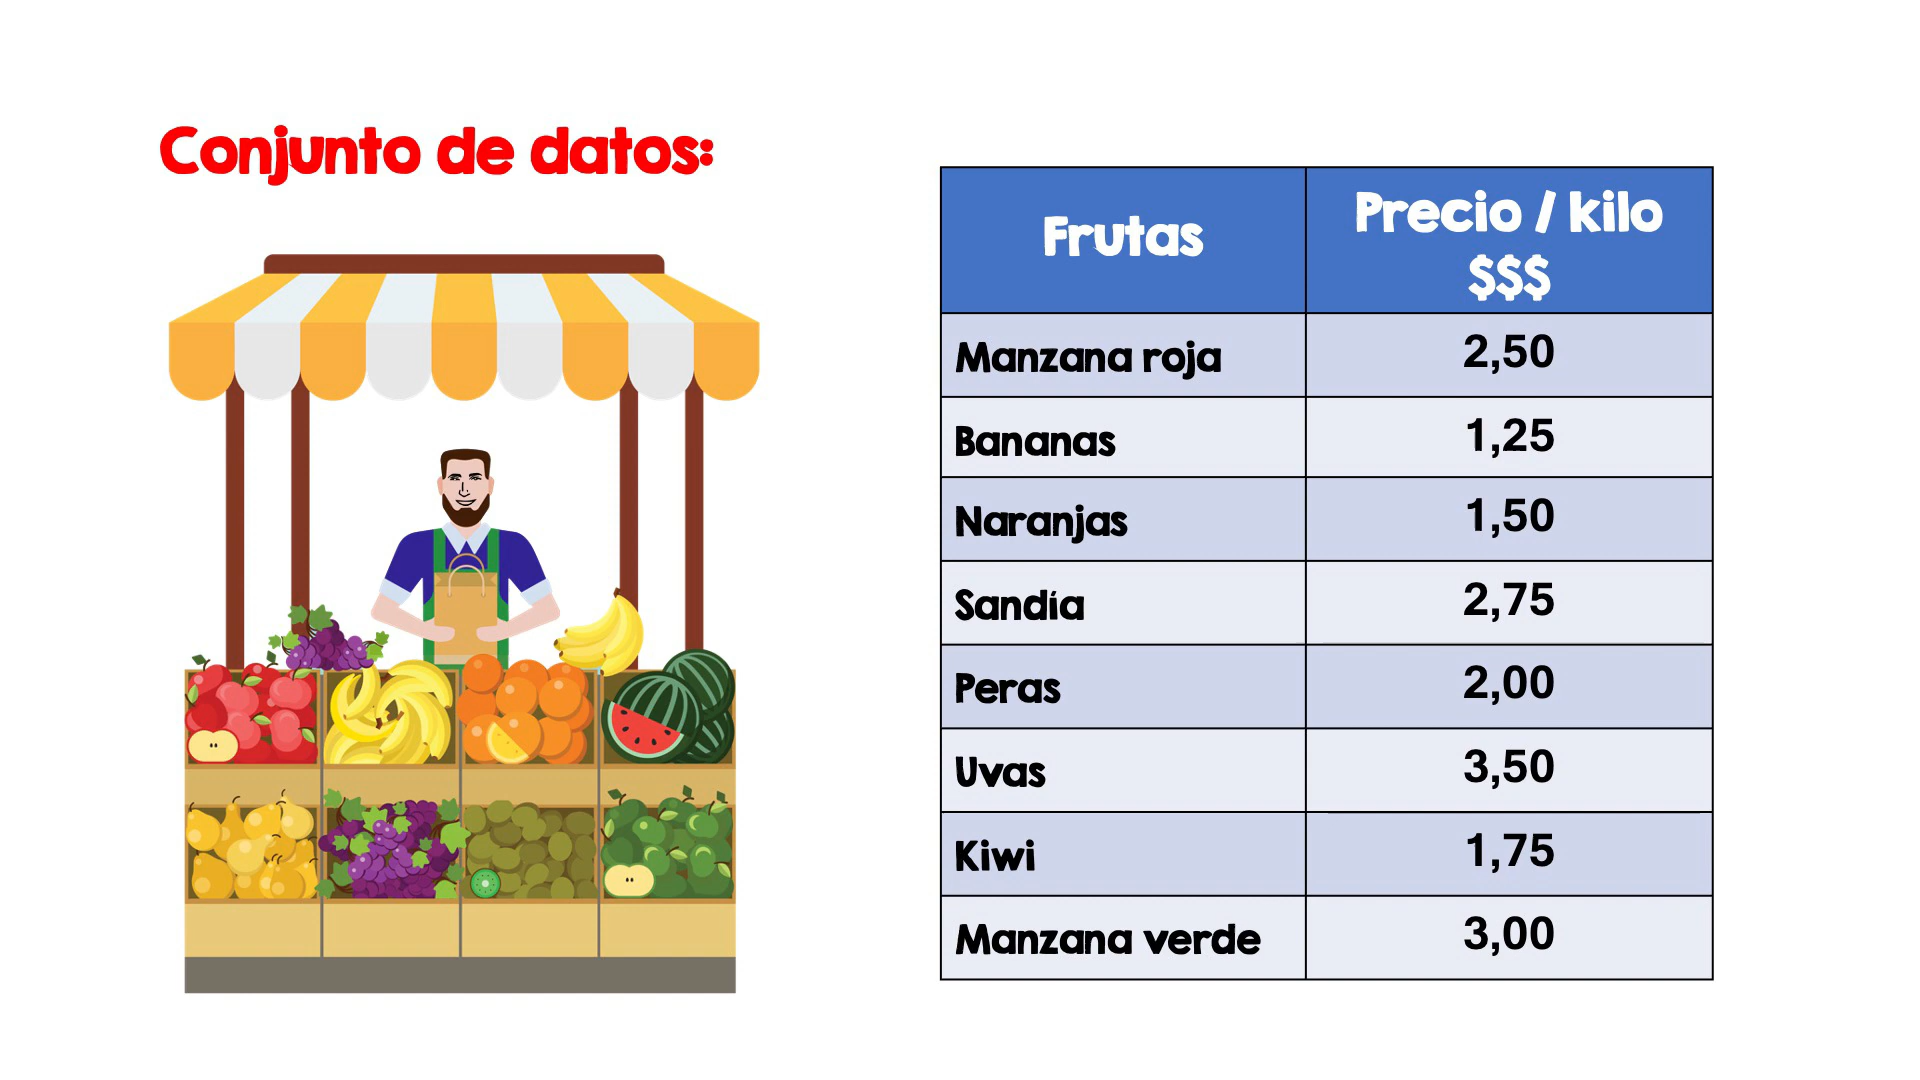 Conjunto de datos:
Frutas
Precio / kilo
$$$
Manzana roja
2,50
Bananas
1,25
Naranjas
1,50
Sandía
2,75
Peras
2,00
Uvas
3,50
Kiwi
1,75
Manzana verde
3,00